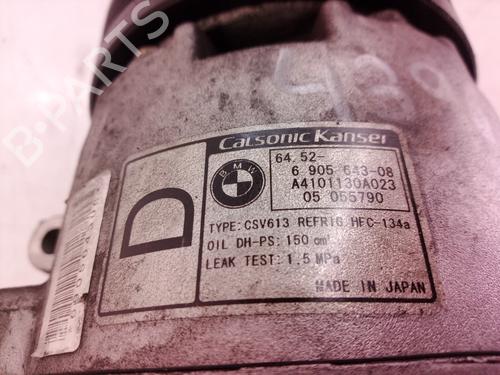 B-PARTS
439
Calsonic Kansei
D
BMW
64.52-
6 905 643-08
A4101130A023
05 055790
TYPE: CSV613 REFRIG. HFC-134a
OIL DH-PS: 150 cm³
LEAK TEST: 1.5 MPa
MADE IN JAPAN